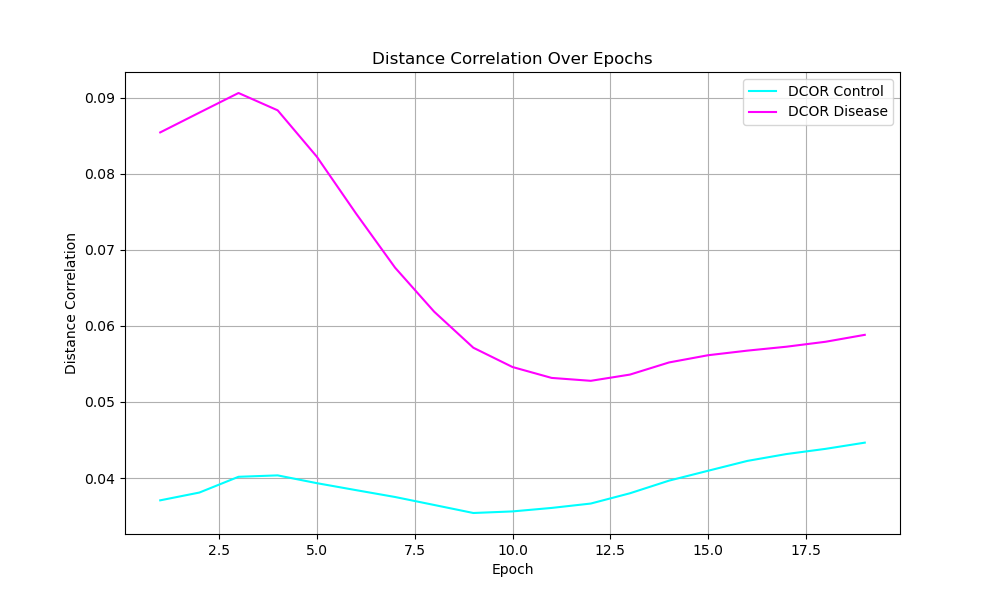 Distance Correlation Over Epochs
DCOR Control
DCOR Disease
Distance Correlation
0.09
0.08
0.07
0.06
0.05
0.04
2.5 5.0 7.5 10.0 12.5 15.0 17.5
Epoch